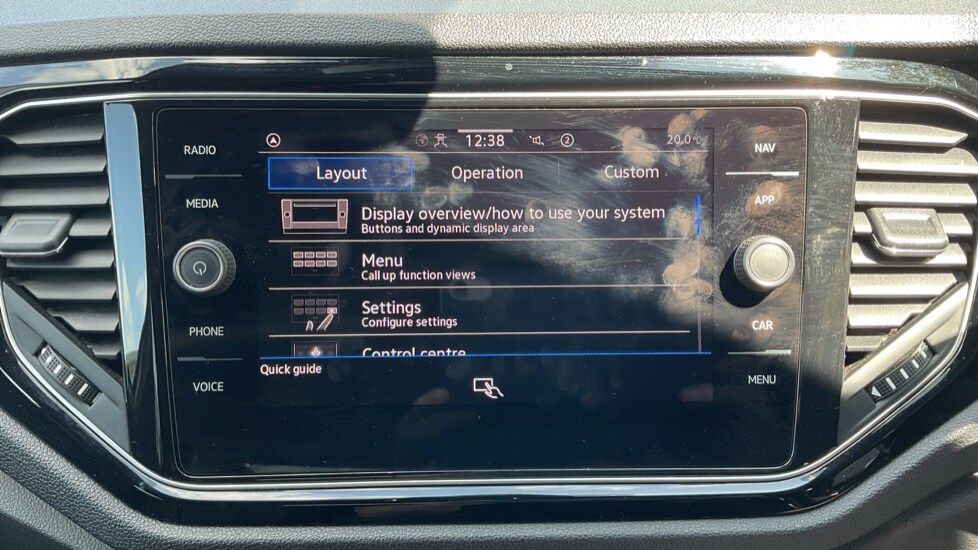 12:38
2
20.0°C
RADIO
MEDIA
PHONE
VOICE
Layout Operation Custom
Display overview/how to use your system
Buttons and dynamic display area
Menu
Call up function views
Settings
Configure settings
Control centre
Quick guide
NAV
APP
CAR
MENU